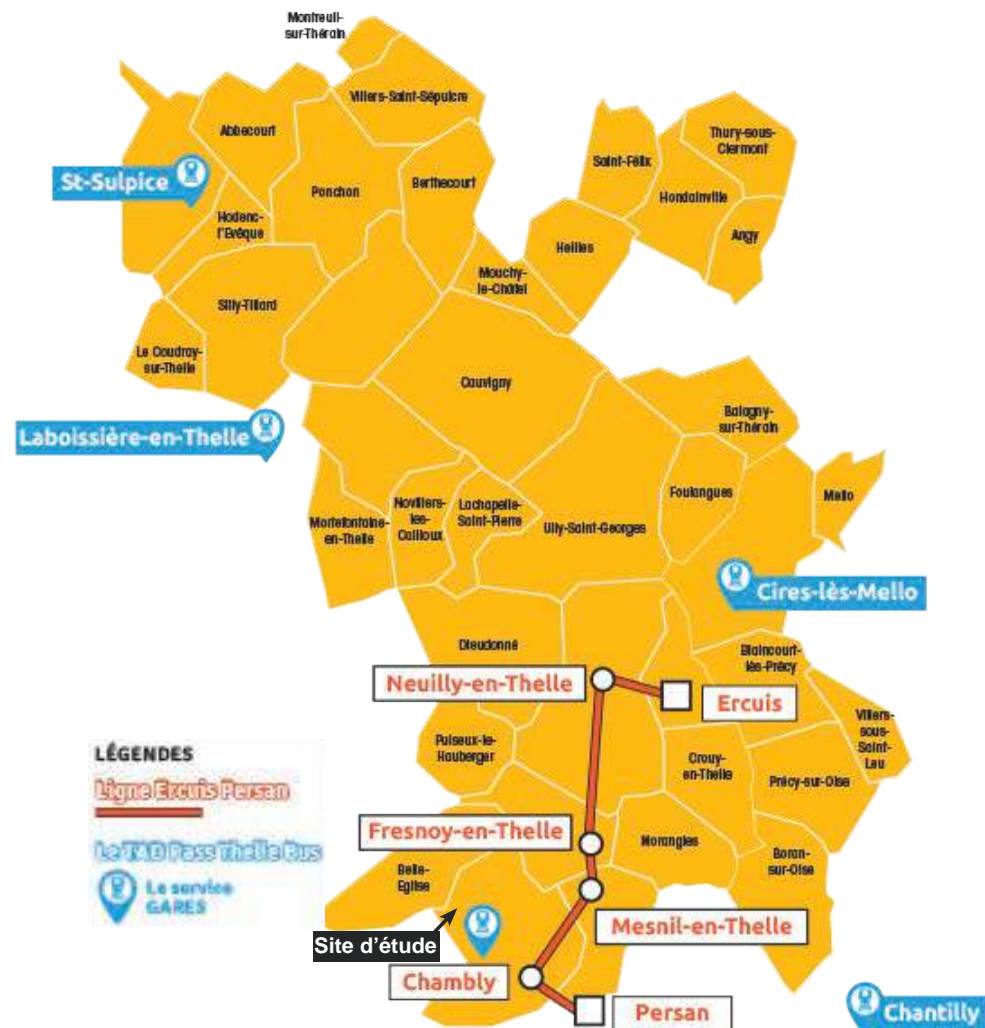 Montreuil-
sur-Thérain
Villers-Saint-Sépulcre
Abbecourt
Thury-sous-
Clermont
Saint-Félix
St-Sulpice
Ponchon
Berthecourt
Hondainville
Hodenc-
l'Evêque
Angy
Heilles
Mouchy-
le-Châtel
Silly-Tillard
Le Coudray-
sur-Thelle
Cauvigny
Balagny-
sur-Thérain
Laboissière-en-Thelle
Mortefontaine-
en-Thelle
Novillers-
les-
Cailloux
Lachapelle-
Saint-Pierre
Ully-Saint-Georges
Foulangues
Mello
Cires-lès-Mello
Dieudonné
Blaincourt-
lès-Précy
Neuilly-en-Thelle
Ercuis
Villers-
sous-
Saint-
Leu
Puiseux-le-
Hauberger
Crouy-
en-Thelle
Précy-sur-Oise
LÉGENDES
Ligne Ercuis Persan
Le TAD Pass Thelle Bus
Le service
GARES
Fresnoy-en-Thelle
Morangles
Boran-
sur-Oise
Belle-
Eglise
Mesnil-en-Thelle
Site d'étude
Chambly
Persan
Chantilly